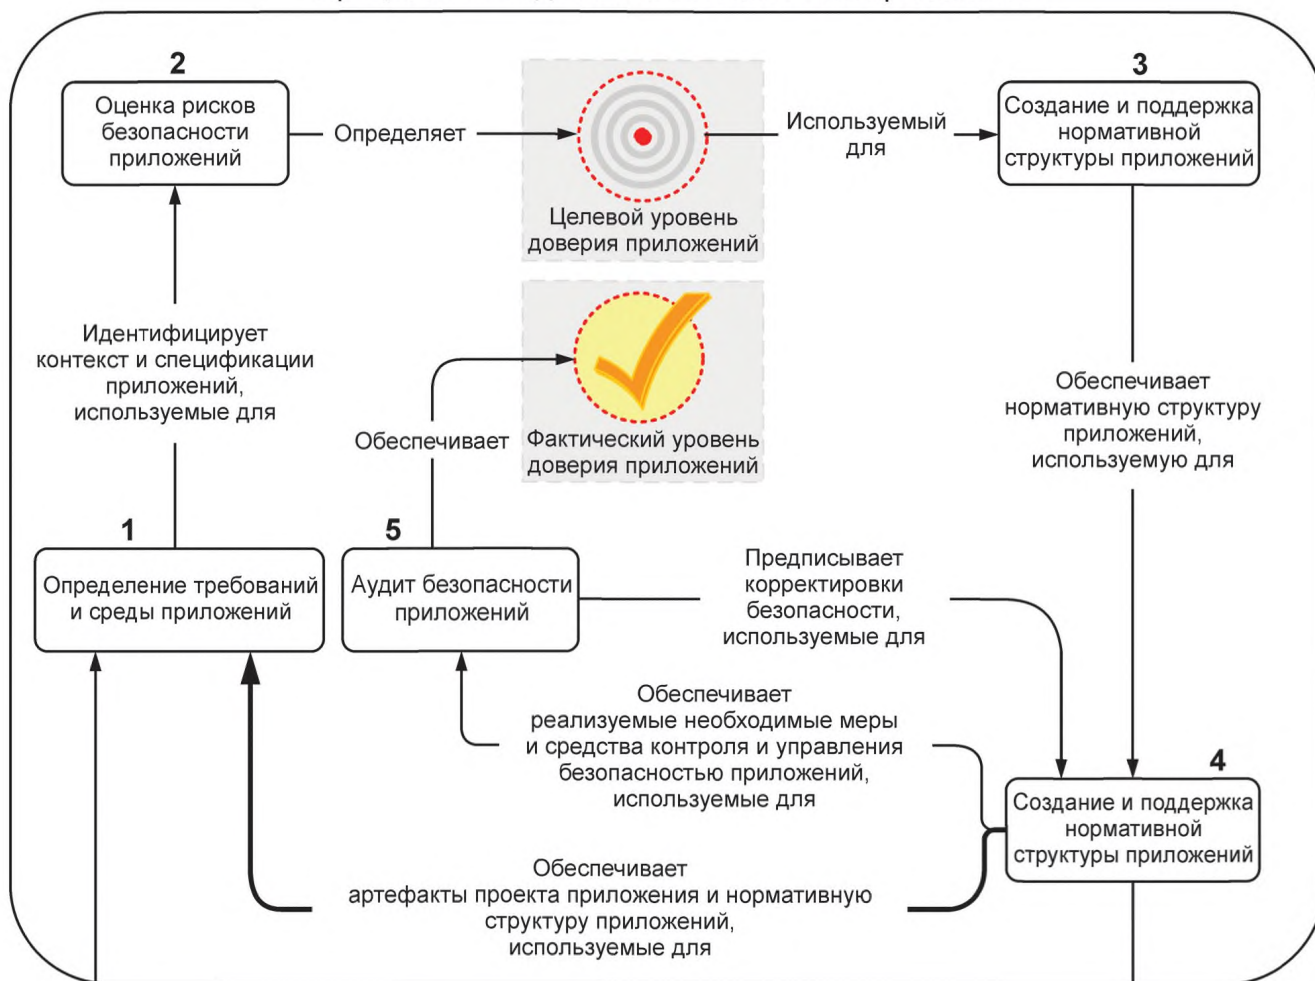 2
Оценка рисков
безопасности
приложений
Определяет
Целевой уровень
доверия приложений
Используемый
для
3
Создание и поддержка
нормативной
структуры приложений
Идентифицирует
контекст и спецификации
приложений,
используемые для
Обеспечивает
Фактический уровень
доверия приложений
Обеспечивает
нормативную структуру
приложений,
используемую для
1
Определение требований
и среды приложений
5
Аудит безопасности
приложений
Предписывает
корректировки
безопасности,
используемые для
Обеспечивает
реализуемые необходимые меры
и средства контроля и управления
безопасностью приложений,
используемые для
4
Создание и поддержка
нормативной
структуры приложений
Обеспечивает
артефакты проекта приложения и нормативную
структуру приложений,
используемые для